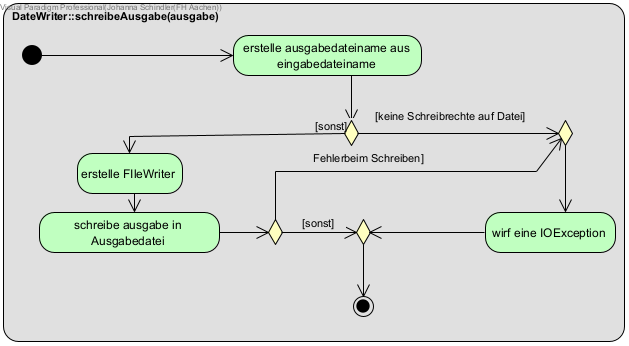 Visual Paradigm Professional(Johanna Schindler(FH Aachen))
DateWriter::schreibeAusgabe(ausgabe)
erstelle ausgabedateiname aus
eingabedateiname
[keine Schreibrechte auf Datei]
[sonst]
Fehlerbeim Schreiben]
erstelle FIleWriter
schreibe ausgabe in
Ausgabedatei
[sonst]
wirf eine IOException